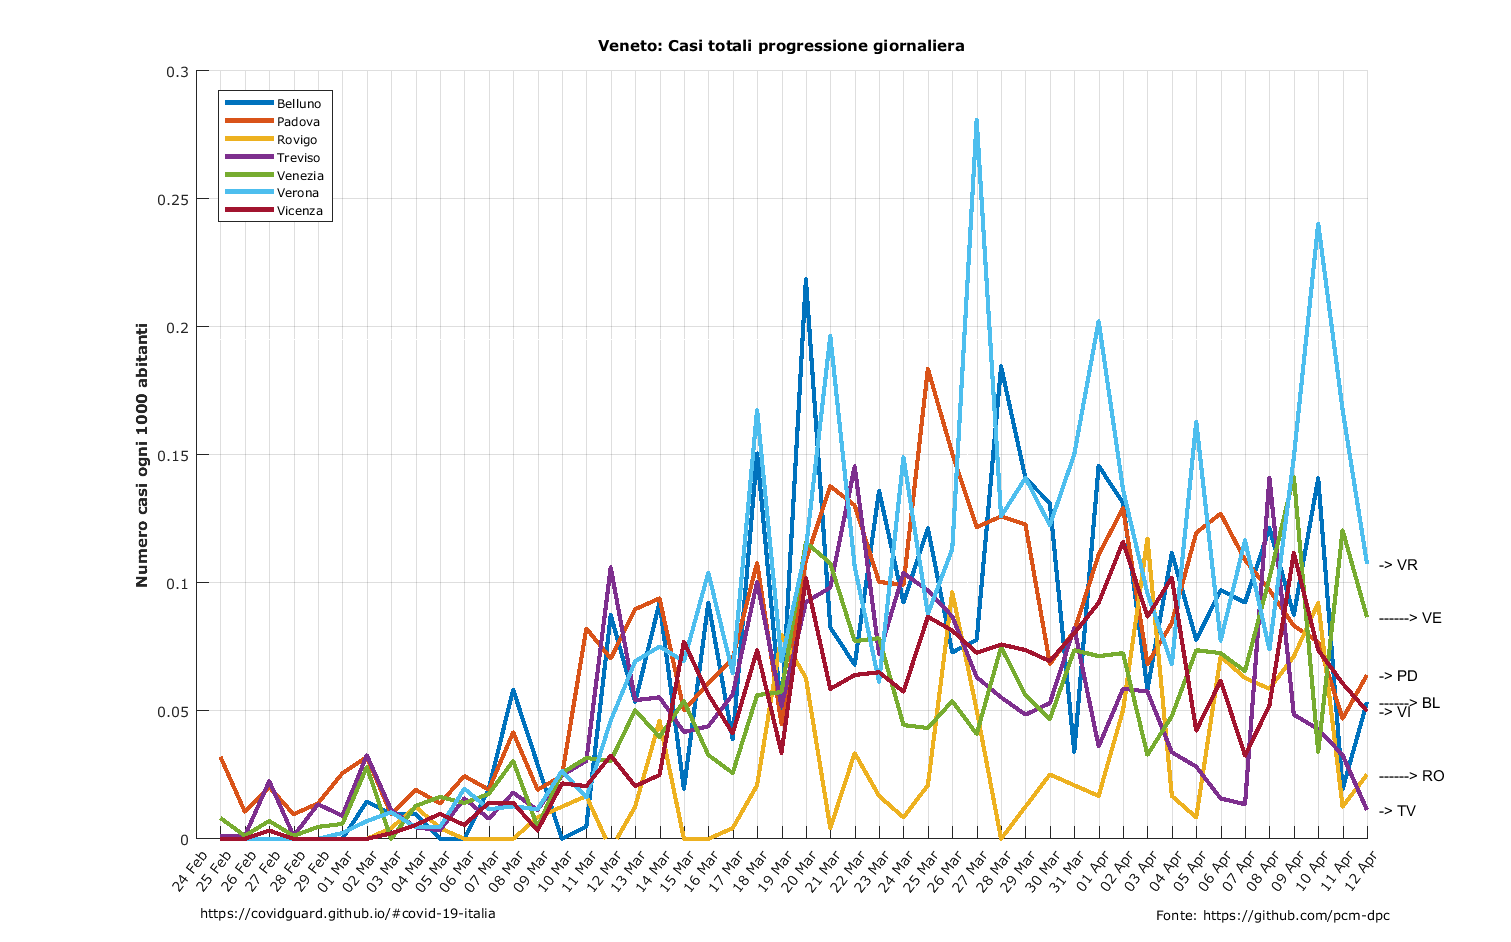 Veneto: Casi totali progressione giornaliera
Numero casi ogni 1000 abitanti
0.3
0.25
0.2
0.15
0.1
0.05
0
Belluno
Padova
Rovigo
Treviso
Venezia
Verona
Vicenza
-> VR
------> VE
-> PD
------> BL
-> VI
------> RO
-> TV
24 Feb
25 Feb
26 Feb
27 Feb
28 Feb
29 Feb
01 Mar
02 Mar
03 Mar
04 Mar
05 Mar
06 Mar
07 Mar
08 Mar
09 Mar
10 Mar
11 Mar
12 Mar
13 Mar
14 Mar
15 Mar
16 Mar
17 Mar
18 Mar
19 Mar
20 Mar
21 Mar
22 Mar
23 Mar
24 Mar
25 Mar
26 Mar
27 Mar
28 Mar
29 Mar
30 Mar
31 Mar
01 Apr
02 Apr
03 Apr
04 Apr
05 Apr
06 Apr
07 Apr
08 Apr
09 Apr
10 Apr
11 Apr
12 Apr
https://covidguard.github.io/#covid-19-italia
Fonte: https://github.com/pcm-dpc